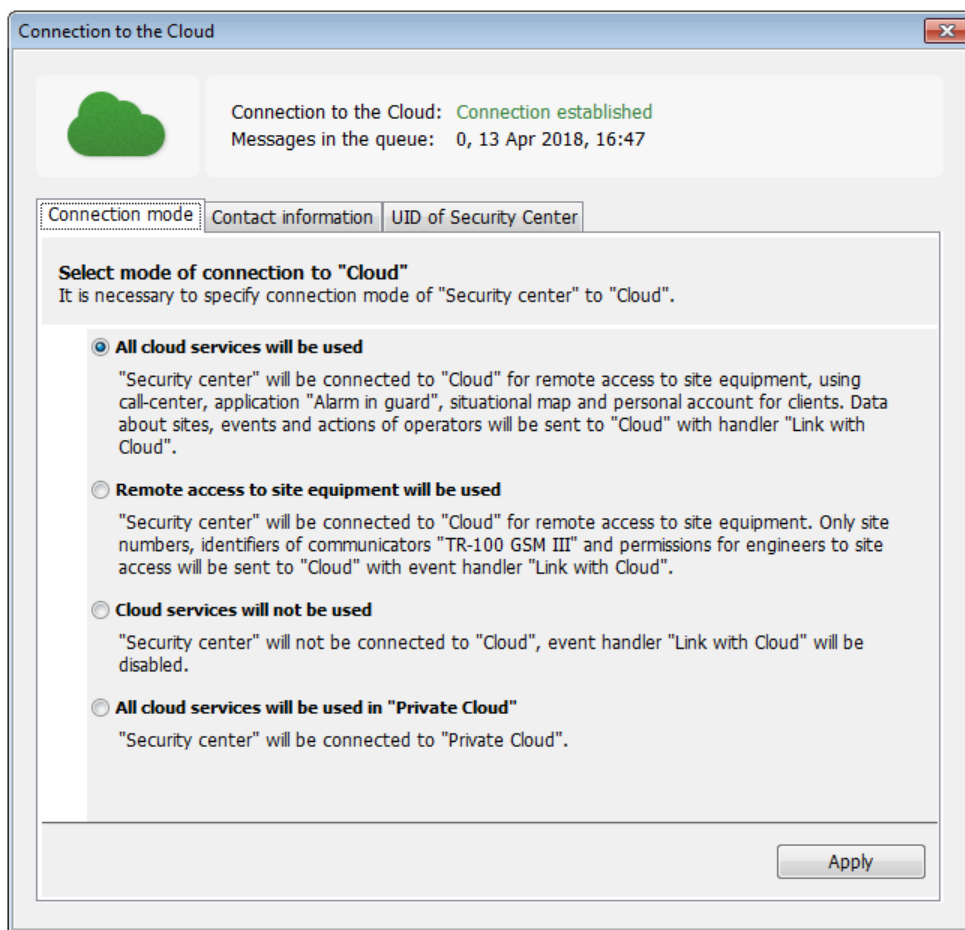 Connection to the Cloud
Connection to the Cloud: Connection established
Messages in the queue: 0, 13 Apr 2018, 16:47
Connection mode Contact information UID of Security Center
Select mode of connection to "Cloud"
It is necessary to specify connection mode of "Security center" to "Cloud".
All cloud services will be used
"Security center" will be connected to "Cloud" for remote access to site equipment, using
call-center, application "Alarm in guard", situational map and personal account for clients. Data
about sites, events and actions of operators will be sent to "Cloud" with handler "Link with
Cloud".
Remote access to site equipment will be used
"Security center" will be connected to "Cloud" for remote access to site equipment. Only site
numbers, identifiers of communicators "TR-100 GSM III" and permissions for engineers to site
access will be sent to "Cloud" with event handler "Link with Cloud".
Cloud services will not be used
"Security center" will not be connected to "Cloud", event handler "Link with Cloud" will be
disabled.
All cloud services will be used in "Private Cloud"
"Security center" will be connected to "Private Cloud".
Apply